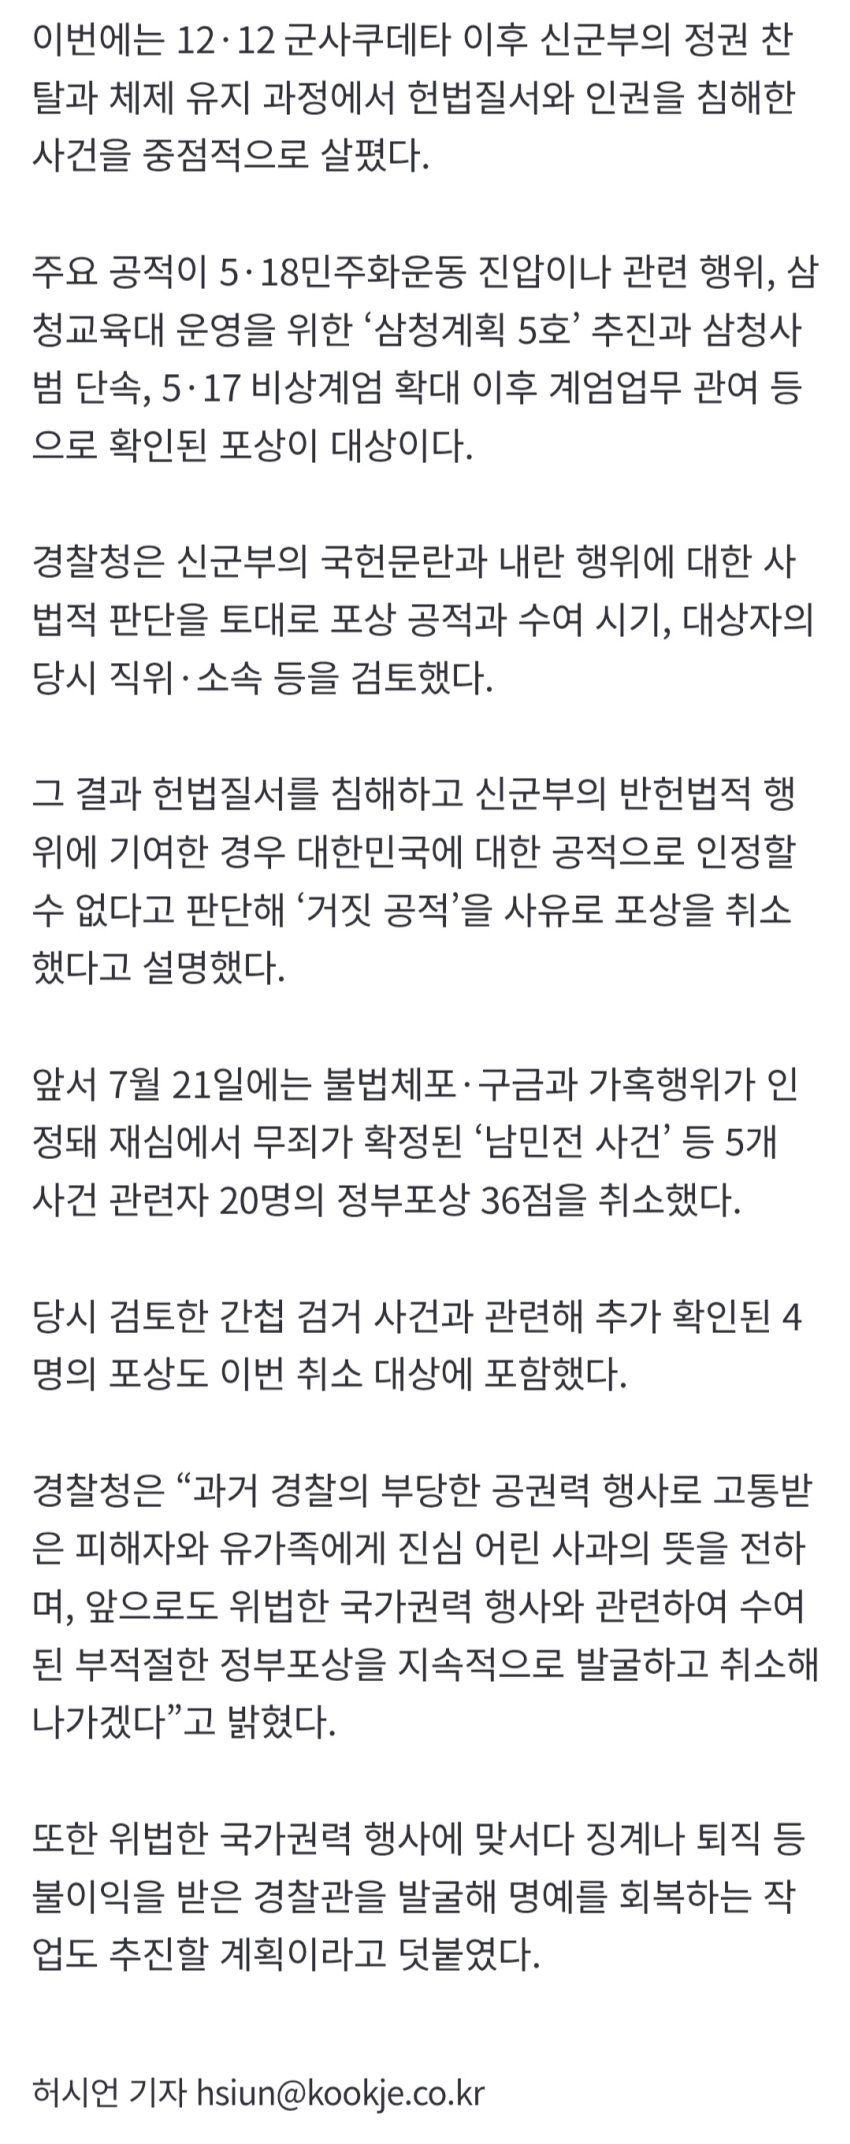 이번에는 12·12 군사쿠데타 이후 신군부의 정권 찬
탈과 체제 유지 과정에서 헌법질서와 인권을 침해한
사건을 중점적으로 살폈다.
주요 공적이 5·18민주화운동 진압이나 관련 행위, 삼
청교육대 운영을 위한 ‘삼청계획 5호’ 추진과 삼청사
범 단속, 5·17 비상계엄 확대 이후 계엄업무 관여 등
으로 확인된 포상이 대상이다.
경찰청은 신군부의 국헌문란과 내란 행위에 대한 사
법적 판단을 토대로 포상 공적과 수여 시기, 대상자의
당시 직위·소속 등을 검토했다.
그 결과 헌법질서를 침해하고 신군부의 반헌법적 행
위에 기여한 경우 대한민국에 대한 공적으로 인정할
수 없다고 판단해 ‘거짓 공적’을 사유로 포상을 취소
했다고 설명했다.
앞서 7월 21일에는 불법체포·구금과 가혹행위가 인
정돼 재심에서 무죄가 확정된 ‘남민전 사건’ 등 5개
사건 관련자 20명의 정부포상 36점을 취소했다.
당시 검토한 간첩 검거 사건과 관련해 추가 확인된 4
명의 포상도 이번 취소 대상에 포함했다.
경찰청은 “과거 경찰의 부당한 공권력 행사로 고통받
은 피해자와 유가족에게 진심 어린 사과의 뜻을 전하
며, 앞으로도 위법한 국가권력 행사와 관련하여 수여
된 부적절한 정부포상을 지속적으로 발굴하고 취소해
나가겠다”고 밝혔다.
또한 위법한 국가권력 행사에 맞서다 징계나 퇴직 등
불이익을 받은 경찰관을 발굴해 명예를 회복하는 작
업도 추진할 계획이라고 덧붙였다.
허시언 기자 hsiun@kookje.co.kr